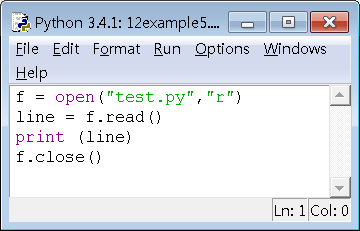 Python 3.4.1: 12example5....
File Edit Format Run Options Windows
Help
f = open("test.py","r")
line = f.read()
print (line)
f.close()
Ln: 1 Col: 0